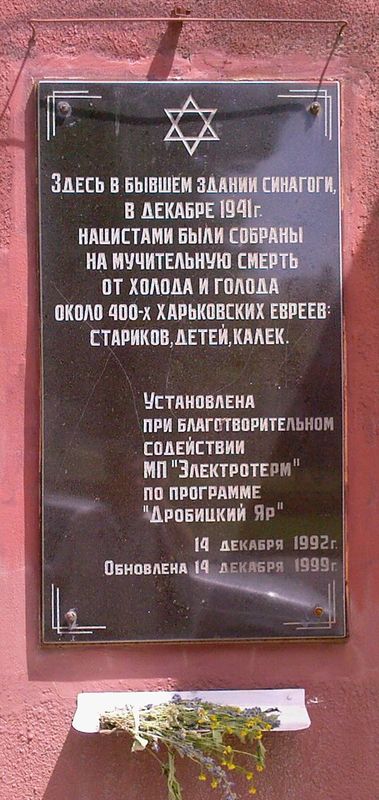 Здесь в бывшем здании синагоги,
в декабре 1941г.
нацистами были собраны
на мучительную смерть
от холода и голода
около 400-х харьковских евреев:
стариков, детей, калек.
Установлена
при благотворительном
содействии
МП "Электротерм"
по программе
"Дробицкий Яр"
14 декабря 1992г.
Обновлена 14 декабря 1999г.